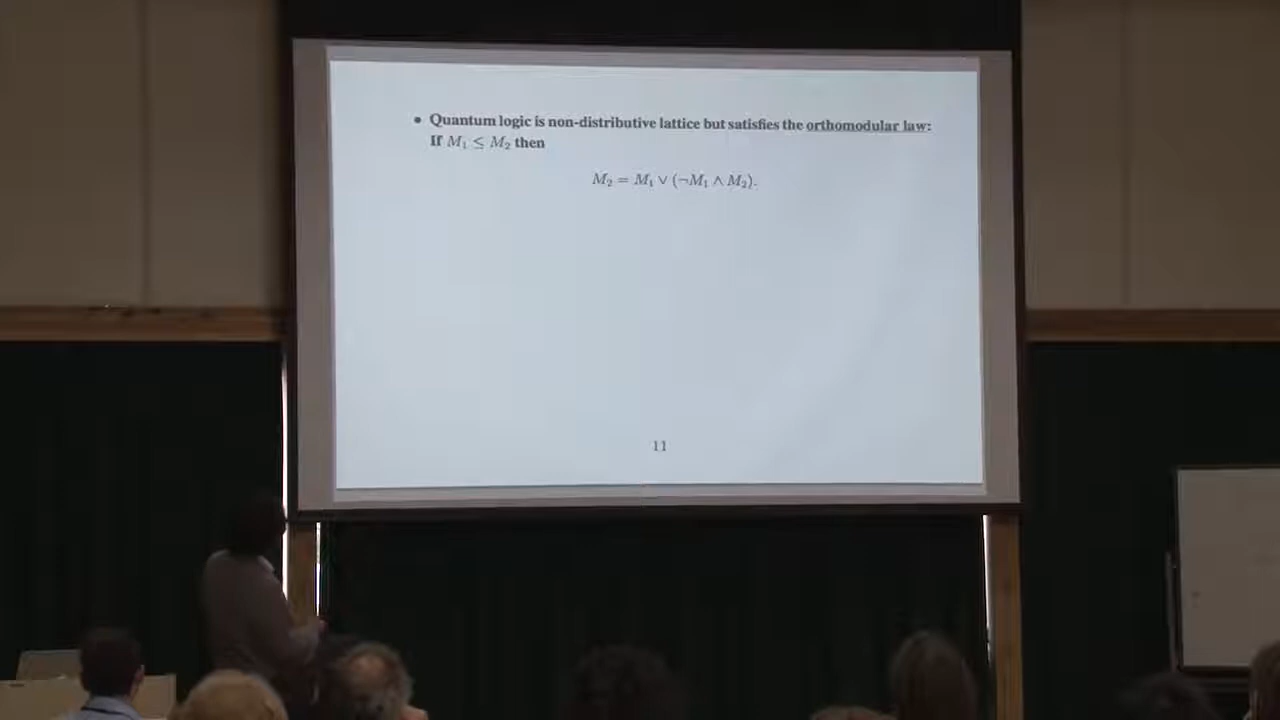 • Quantum logic is non-distributive lattice but satisfies the orthomodular law:
If M₁ ≤ M₂ then
M₂ = M₁ ∨ (¬M₁ ∧ M₂).
11